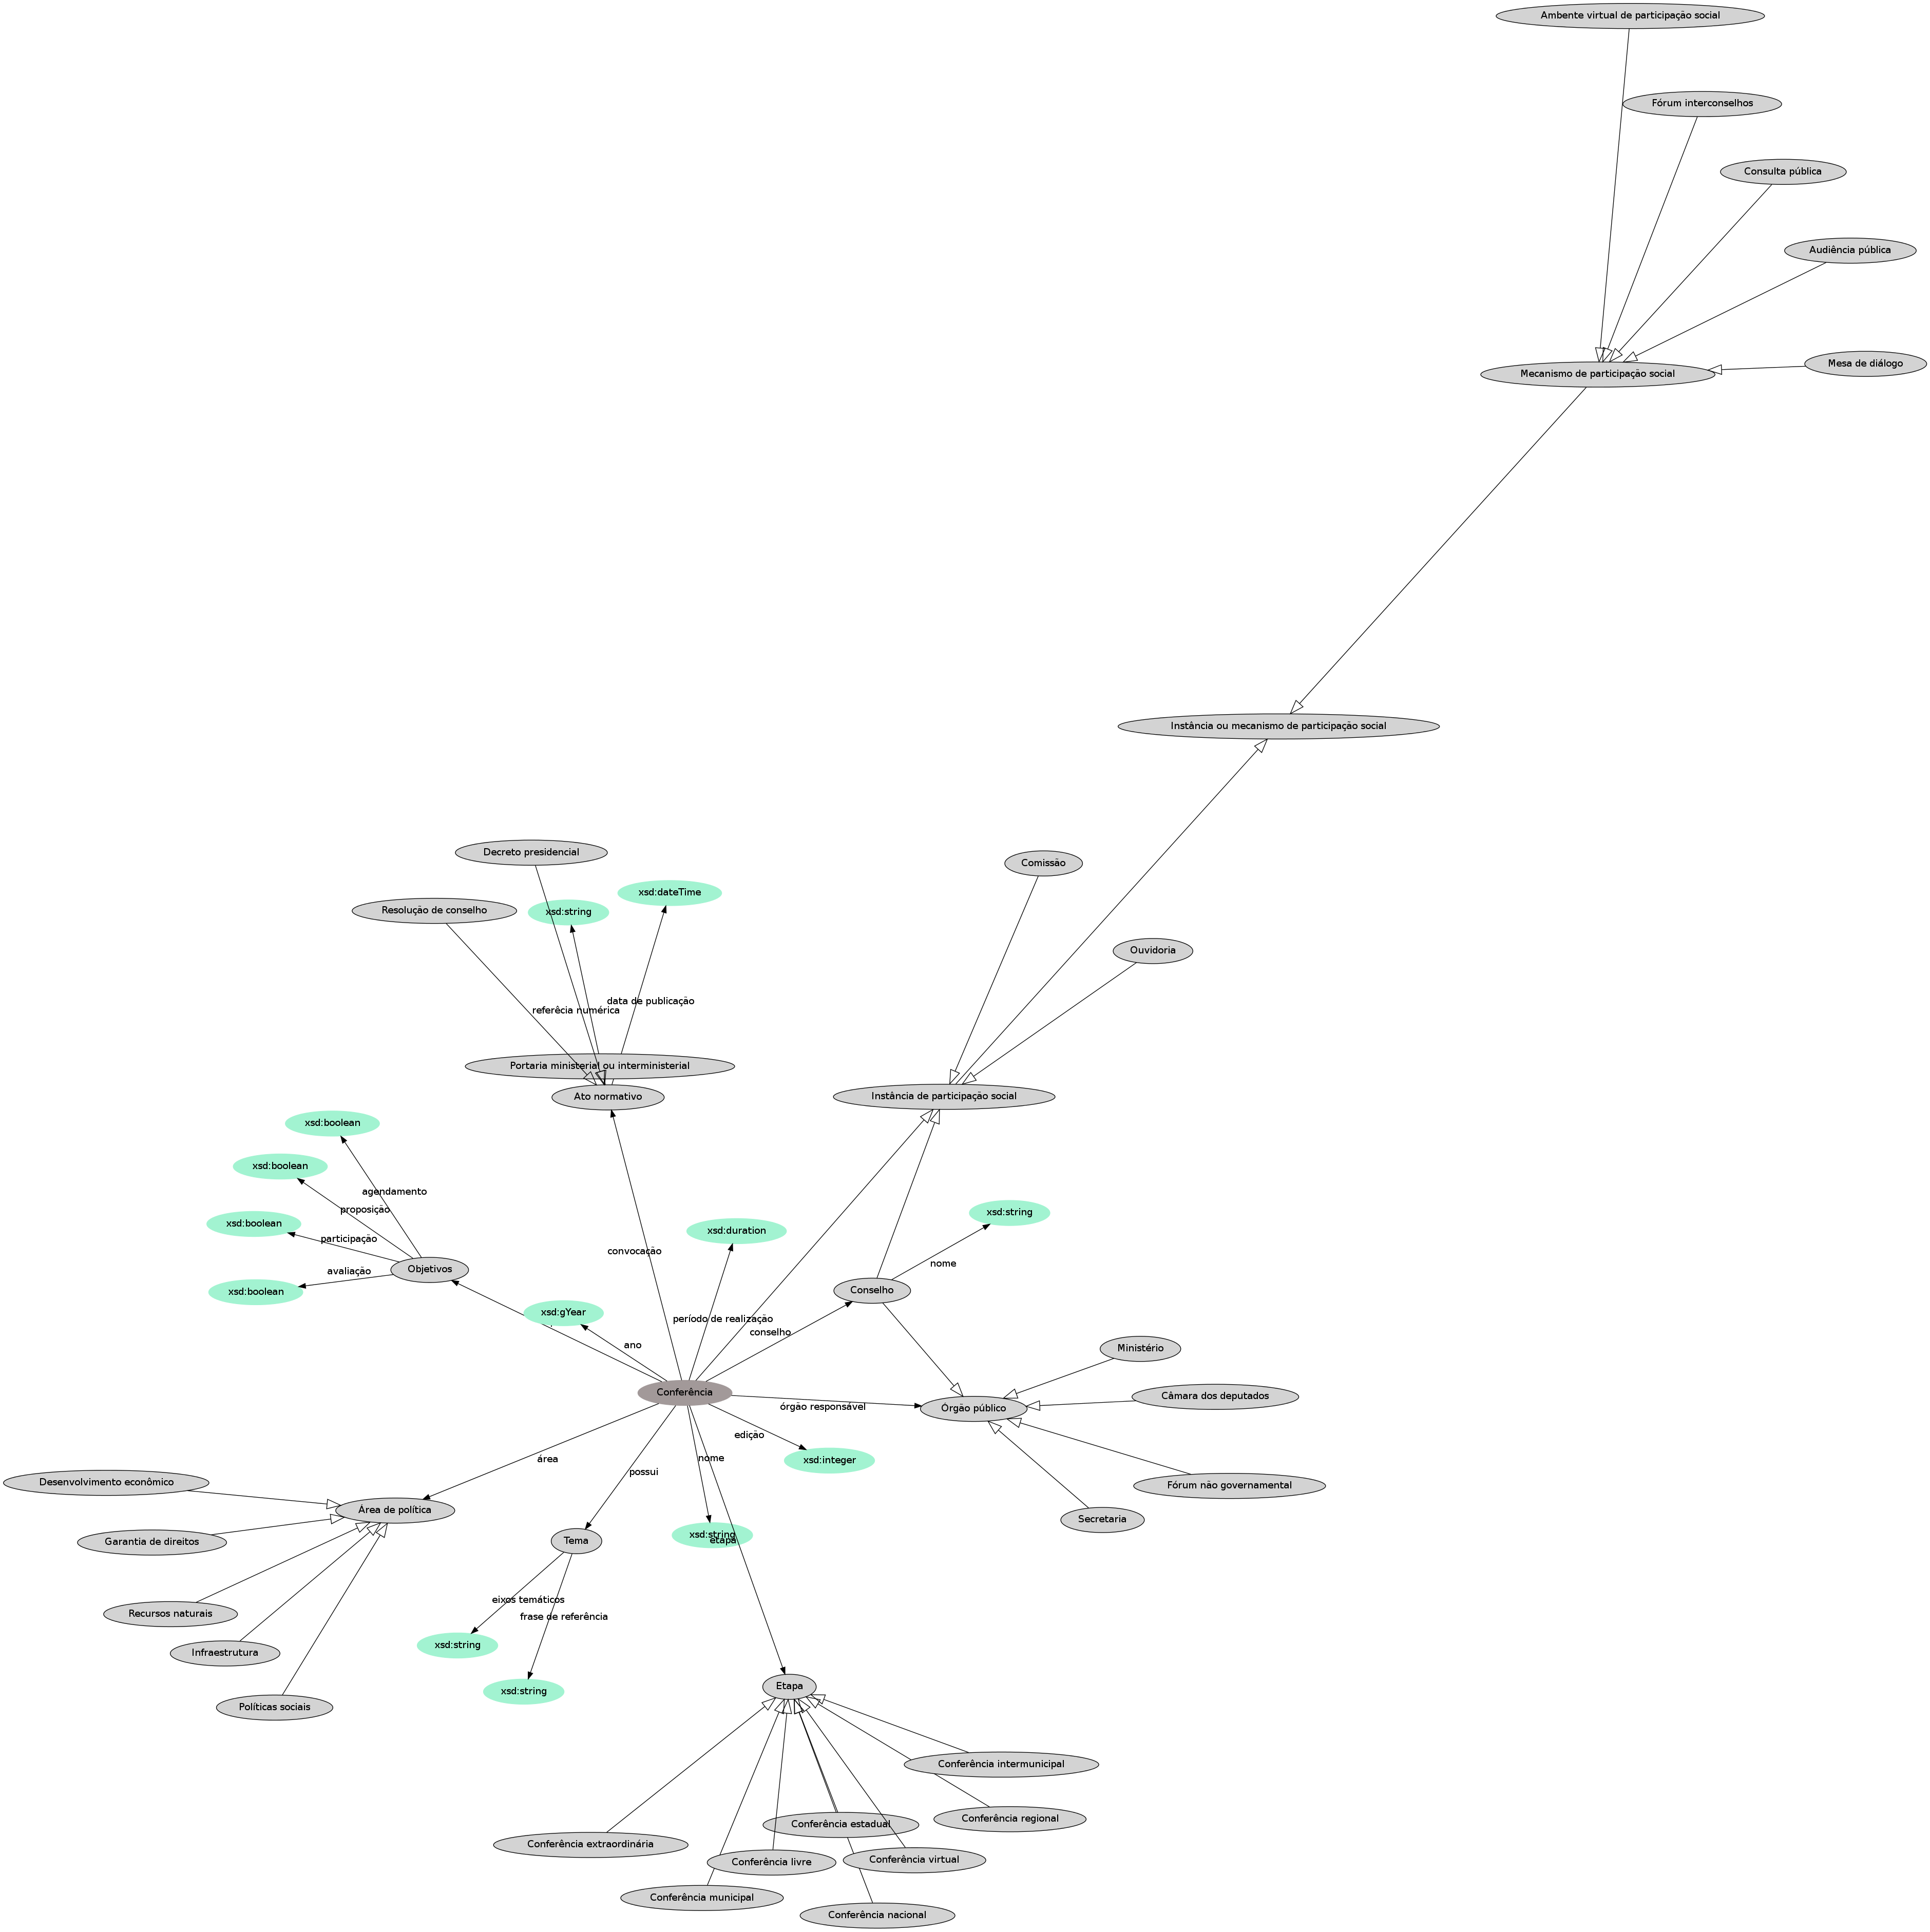 Ambente virtual de participação social
Fórum interconselhos
Consulta pública
Audiência pública
Mesa de diálogo
Mecanismo de participação social
Instância ou mecanismo de participação social
Decreto presidencial
Comissão
xsd:dateTime
Resolução de conselho
xsd:string
Ouvidoria
data de publicação
referêcia numérica
Portaria ministerial ou interministerial
Ato normativo
Instância de participação social
xsd:boolean
xsd:boolean
agendamento
proposição
xsd:string
xsd:boolean
xsd:duration
participação
convocação
nome
Objetivos
avaliação
xsd:boolean
Conselho
xsd:gYear
período de realização
conselho
ano
Ministério
Conferência
Câmara dos deputados
órgão responsável
Órgão público
edição
nome
área
xsd:integer
possui
Desenvolvimento econômico
Fórum não governamental
Área de política
Secretaria
xsd:string
etapa
Garantia de direitos
Tema
eixos temáticos
Recursos naturais
frase de referência
xsd:string
Infraestrutura
Etapa
xsd:string
Políticas sociais
Conferência intermunicipal
Conferência regional
Conferência estadual
Conferência extraordinária
Conferência virtual
Conferência livre
Conferência municipal
Conferência nacional